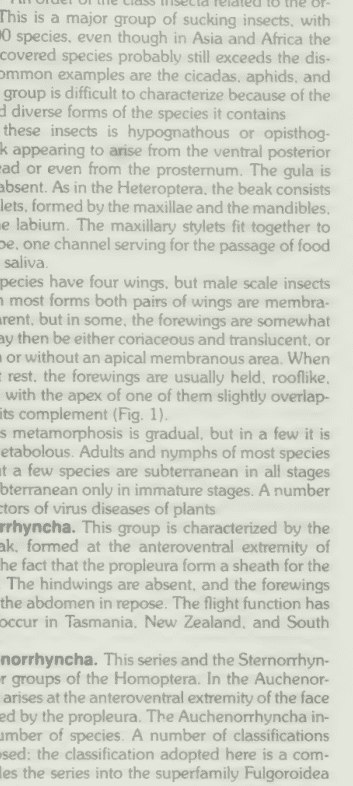 An order of the class Insecta related to the or-
This is a major group of sucking insects, with
00 species, even though in Asia and Africa the
covered species probably still exceeds the dis-
ommon examples are the cicadas, aphids, and
group is difficult to characterize because of the
d diverse forms of the species it contains
these insects is hypognathous or opisthog-
k appearing to arise from the ventral posterior
ead or even from the prosternum. The gula is
absent. As in the Heteroptera, the beak consists
lets, formed by the maxillae and the mandibles,
e labium. The maxillary stylets fit together to
be, one channel serving for the passage of food
saliva.
pecies have four wings, but male scale insects
n most forms both pairs of wings are membra-
arent, but in some, the forewings are somewhat
ay then be either coriaceous and translucent, or
h or without an apical membranous area. When
t rest, the forewings are usually held, rooflike,
with the apex of one of them slightly overlap-
its complement (Fig. 1).
s metamorphosis is gradual, but in a few it is
etabolous. Adults and nymphs of most species
ut a few species are subterranean in all stages
bterranean only in immature stages. A number
ctors of virus diseases of plants
rrhyncha. This group is characterized by the
ak, formed at the anteroventral extremity of
he fact that the propleura form a sheath for the
The hindwings are absent, and the forewings
the abdomen in repose. The flight function has
occur in Tasmania, New Zealand, and South
norrhyncha. This series and the Sternorrhyn-
r groups of the Homoptera. In the Auchenor-
arises at the anteroventral extremity of the face
ed by the propleura. The Auchenorrhyncha in-
umber of species. A number of classifications
osed; the classification adopted here is a com-
les the series into the superfamily Fulgoroidea